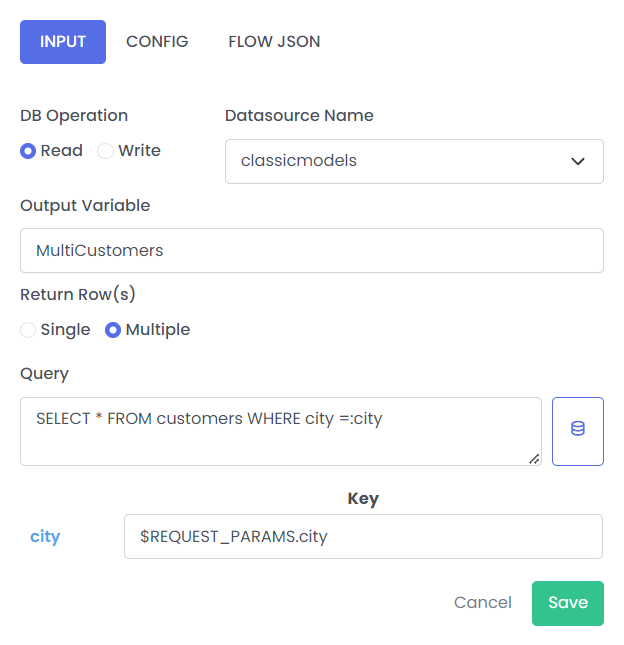 INPUT CONFIG FLOW JSON
DB Operation Datasource Name
Read Write classicmodels
Output Variable
MultiCustomers
Return Row(s)
Single Multiple
Query
SELECT * FROM customers WHERE city =:city
Key
city $REQUEST_PARAMS.city
Cancel Save